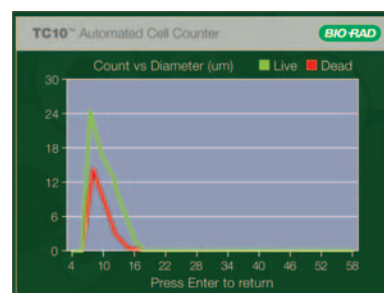 TC10™ Automated Cell Counter BIO-RAD
Count vs Diameter (um) Live Dead
30
24
18
12
6
0
4 10 16 22 28 34 40 46 52 58
Press Enter to return